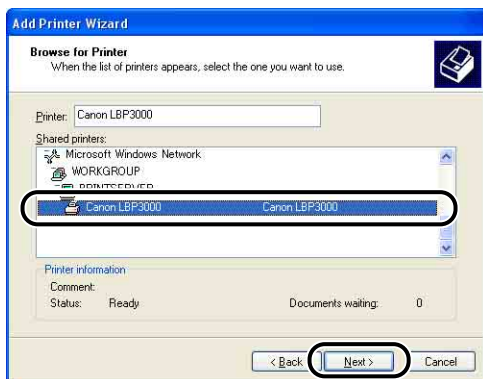 Add Printer Wizard
Browse for Printer
When the list of printers appears, select the one you want to use.
Printer: Canon LBP3000
Shared printers:
Microsoft Windows Network
WORKGROUP
PRINTSERVER
Canon LBP3000 Canon LBP3000
Printer information
Comment:
Status: Ready Documents waiting: 0
< Back Next > Cancel